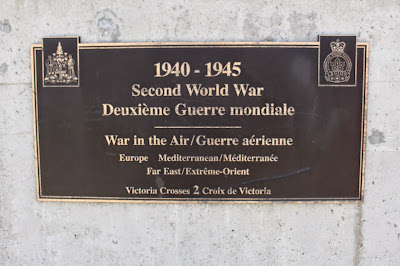 1940 - 1945
Second World War
Deuxième Guerre mondiale
War in the Air/Guerre aérienne
Europe Mediterranean/Méditerranée
Far East/Extrême-Orient
Victoria Crosses 2 Croix de Victoria